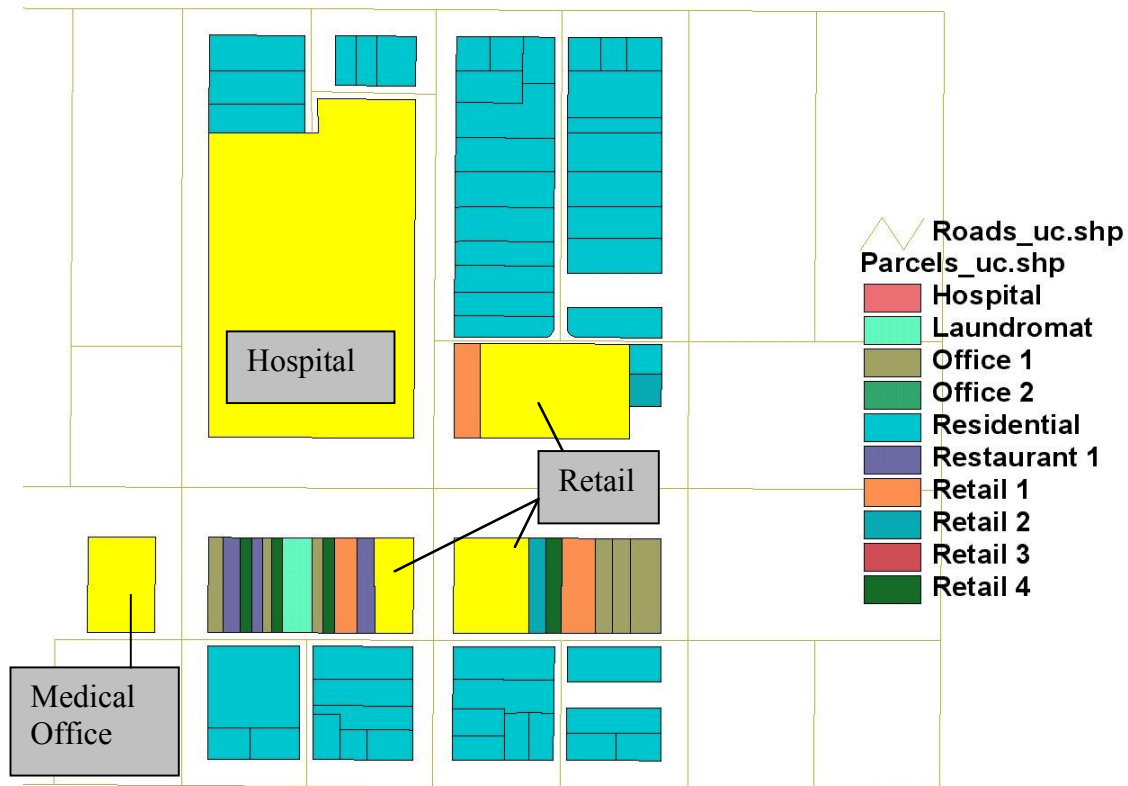 Hospital
Retail
Medical
Office
Roads_uc.shp
Parcels_uc.shp
Hospital
Laundromat
Office 1
Office 2
Residential
Restaurant 1
Retail 1
Retail 2
Retail 3
Retail 4